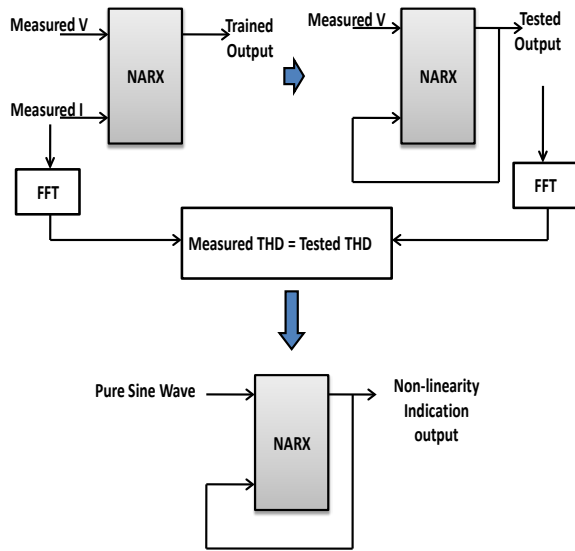 Measured V
Trained
Output
NARX
Measured I
FFT
Measured V
Tested
Output
NARX
FFT
Measured THD = Tested THD
Pure Sine Wave
NARX
Non-linearity
Indication
output